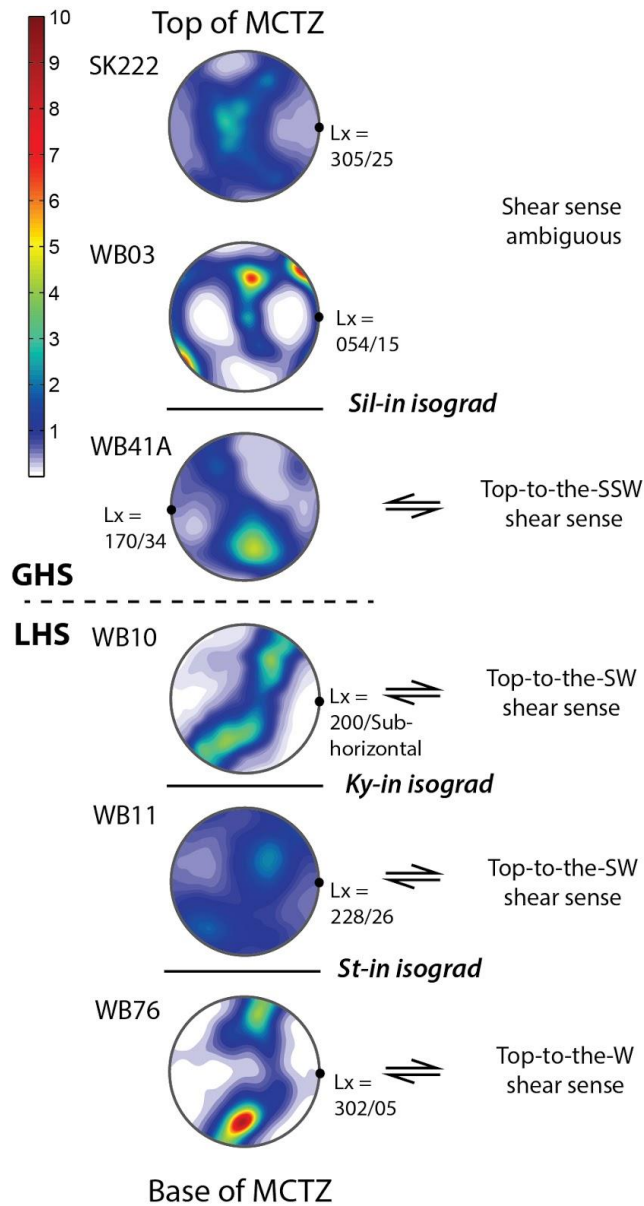 Top of MCTZ
10
9
8
7
6
5
4
3
2
1
SK222
Lx =
305/25
Shear sense
ambiguous
WB03
Lx =
054/15
Sil-in isograd
WB41A
Lx =
170/34
Top-to-the-SSW
shear sense
GHS
LHS
WB10
Lx =
200/Sub-
horizontal
Top-to-the-SW
shear sense
Ky-in isograd
WB11
Lx =
228/26
Top-to-the-SW
shear sense
St-in isograd
WB76
Lx =
302/05
Top-to-the-W
shear sense
Base of MCTZ